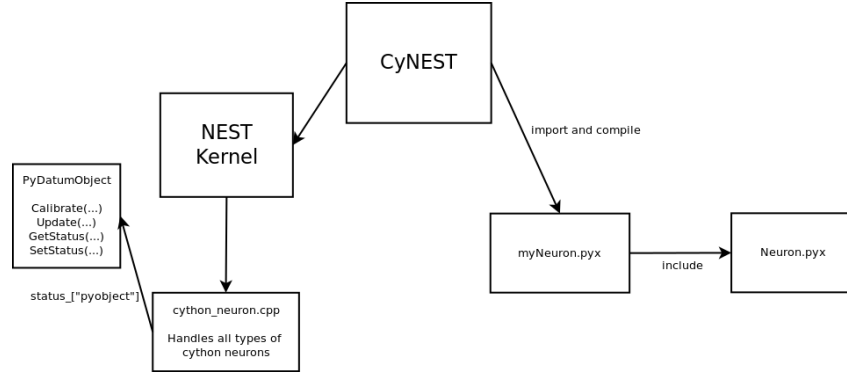 CyNEST
NEST
Kernel
import and compile
PyDatumObject
Calibrate(...)
Update(...)
GetStatus(...)
SetStatus(...)
myNeuron.pyx
include
Neuron.pyx
status_["pyobject"]
cython_neuron.cpp
Handles all types of
cython neurons